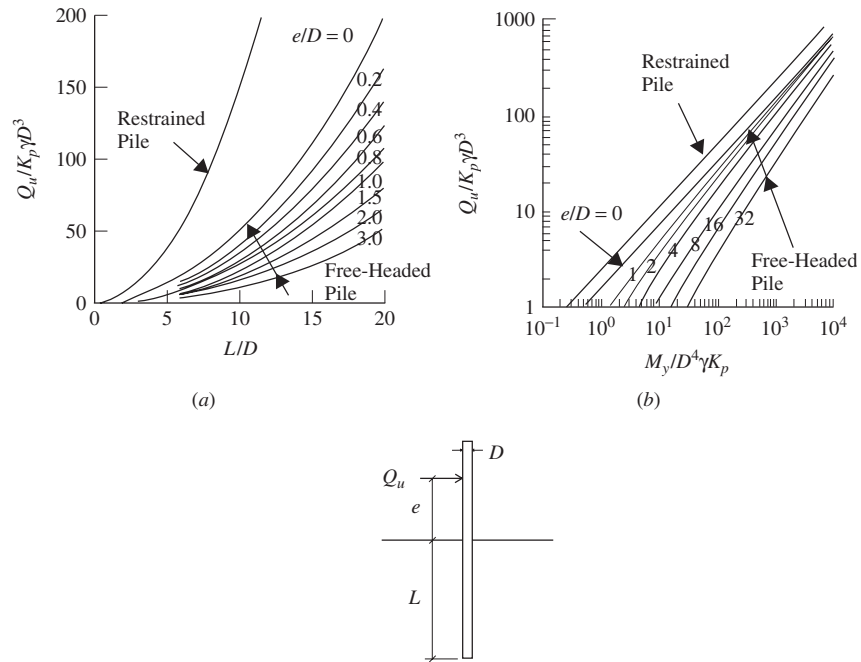 200
150
100
50
0
Q_u/K_pγD^3
e/D = 0
0.2
0.4
0.6
0.8
1.0
1.5
2.0
3.0
Restrained
Pile
Free-Headed
Pile
0
5
10
15
20
L/D
(a)
1000
100
10
1
Q_u/K_pγD^3
Restrained
Pile
e/D = 0
1
2
4
8
16
32
Free-Headed
Pile
10^−1
10^0
10^1
10^2
10^3
10^4
M_y/D^4γK_p
(b)
D
Q_u
e
L